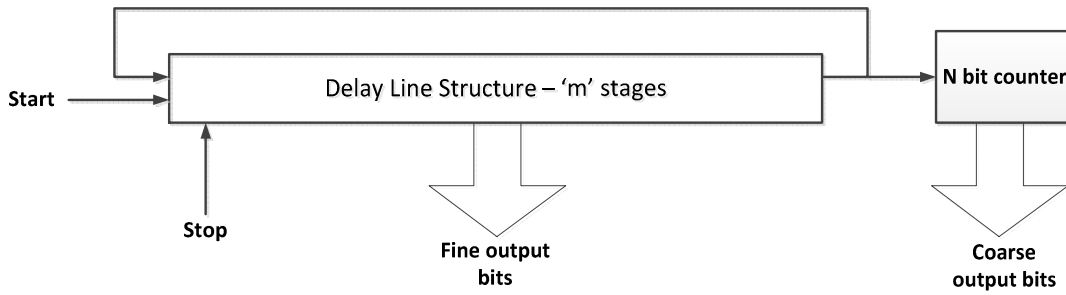 Delay Line Structure – ‘m’ stages
N bit counter
Start
Stop
Fine output
bits
Coarse
output bits